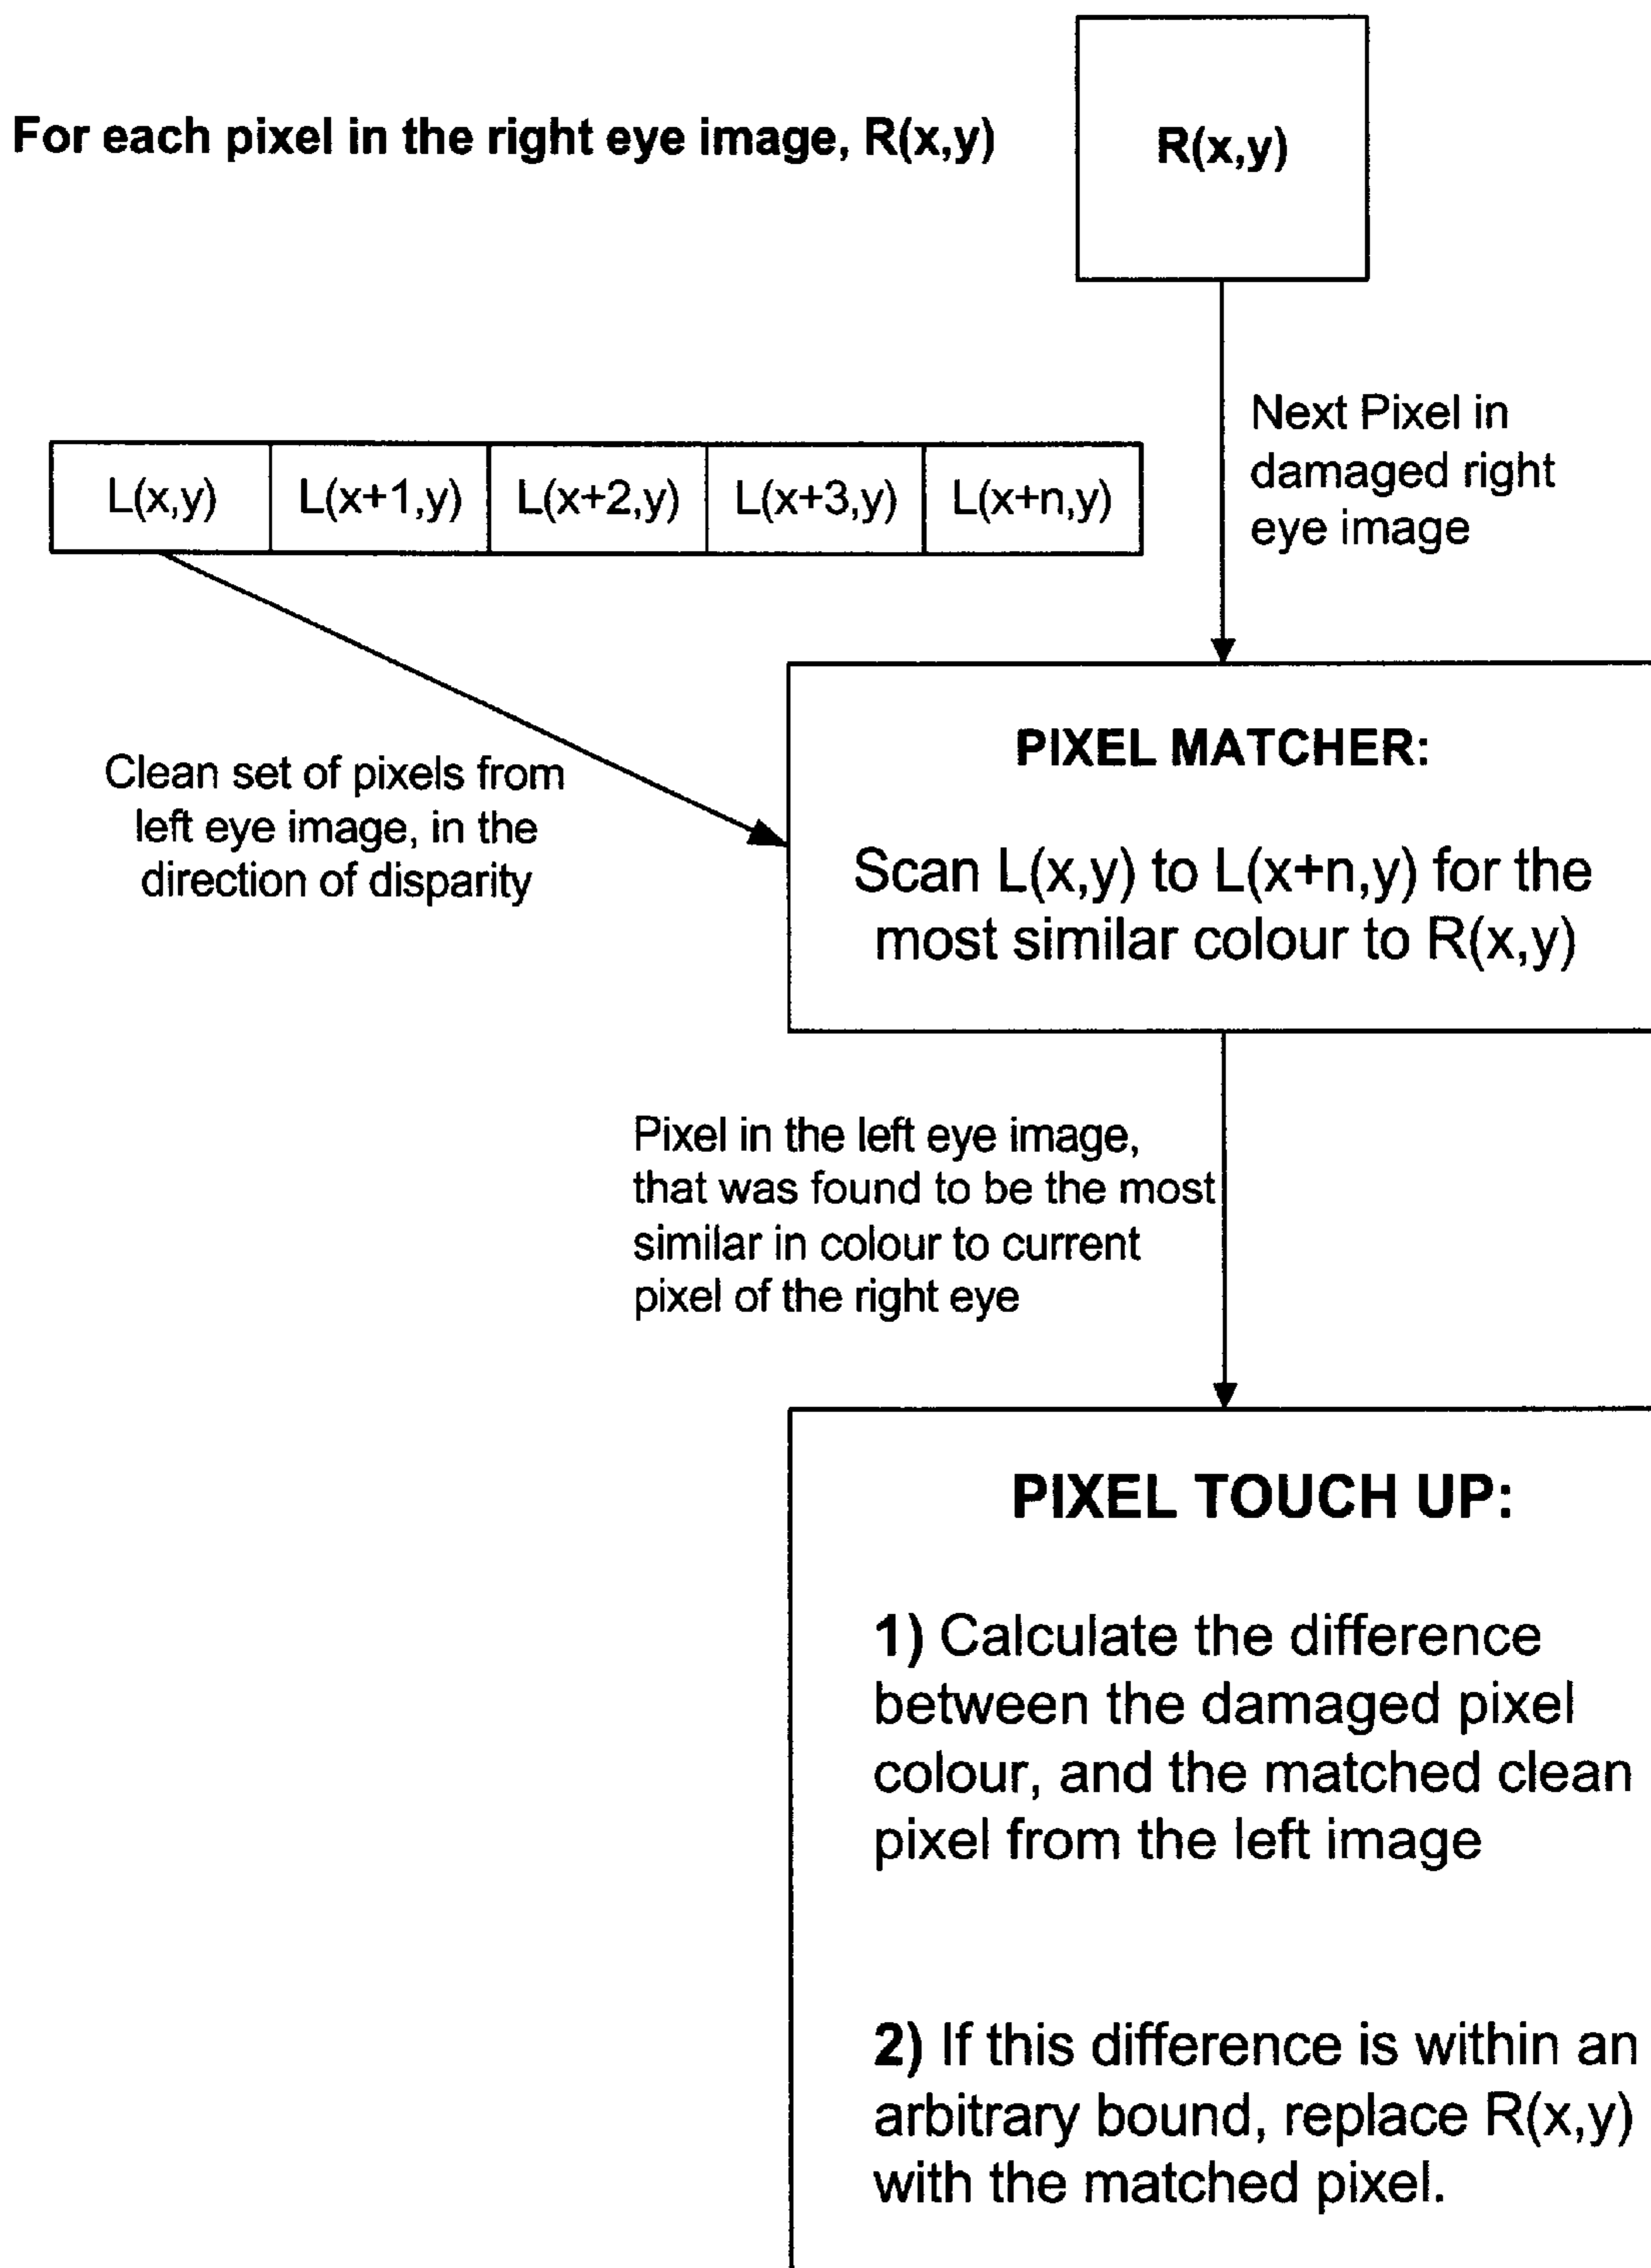 For each pixel in the right eye image, R(x,y)
R(x,y)
Next Pixel in
damaged right
eye image
L(x,y) L(x+1,y) L(x+2,y) L(x+3,y) L(x+n,y)
Clean set of pixels from
left eye image, in the
direction of disparity
PIXEL MATCHER:
Scan L(x,y) to L(x+n,y) for the
most similar colour to R(x,y)
Pixel in the left eye image,
that was found to be the most
similar in colour to current
pixel of the right eye
PIXEL TOUCH UP:
1) Calculate the difference
between the damaged pixel
colour, and the matched clean
pixel from the left image
2) If this difference is within an
arbitrary bound, replace R(x,y)
with the matched pixel.